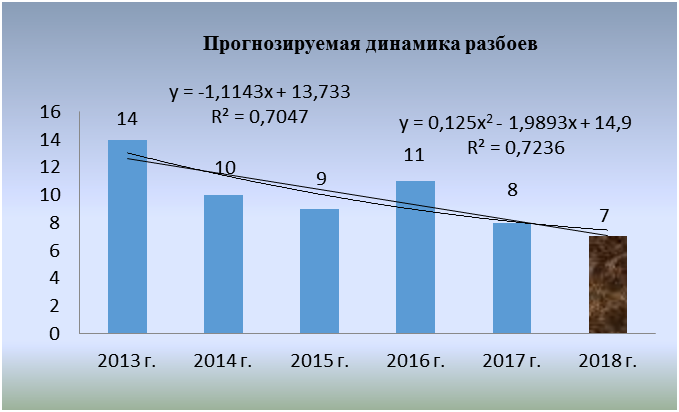 Прогнозируемая динамика разбоев
y = -1,1143x + 13,733
R² = 0,7047
y = 0,125x² - 1,9893x + 14,9
R² = 0,7236
16
14
12
10
8
6
4
2
0
14
10
9
11
8
7
2013 г.
2014 г.
2015 г.
2016 г.
2017 г.
2018 г.